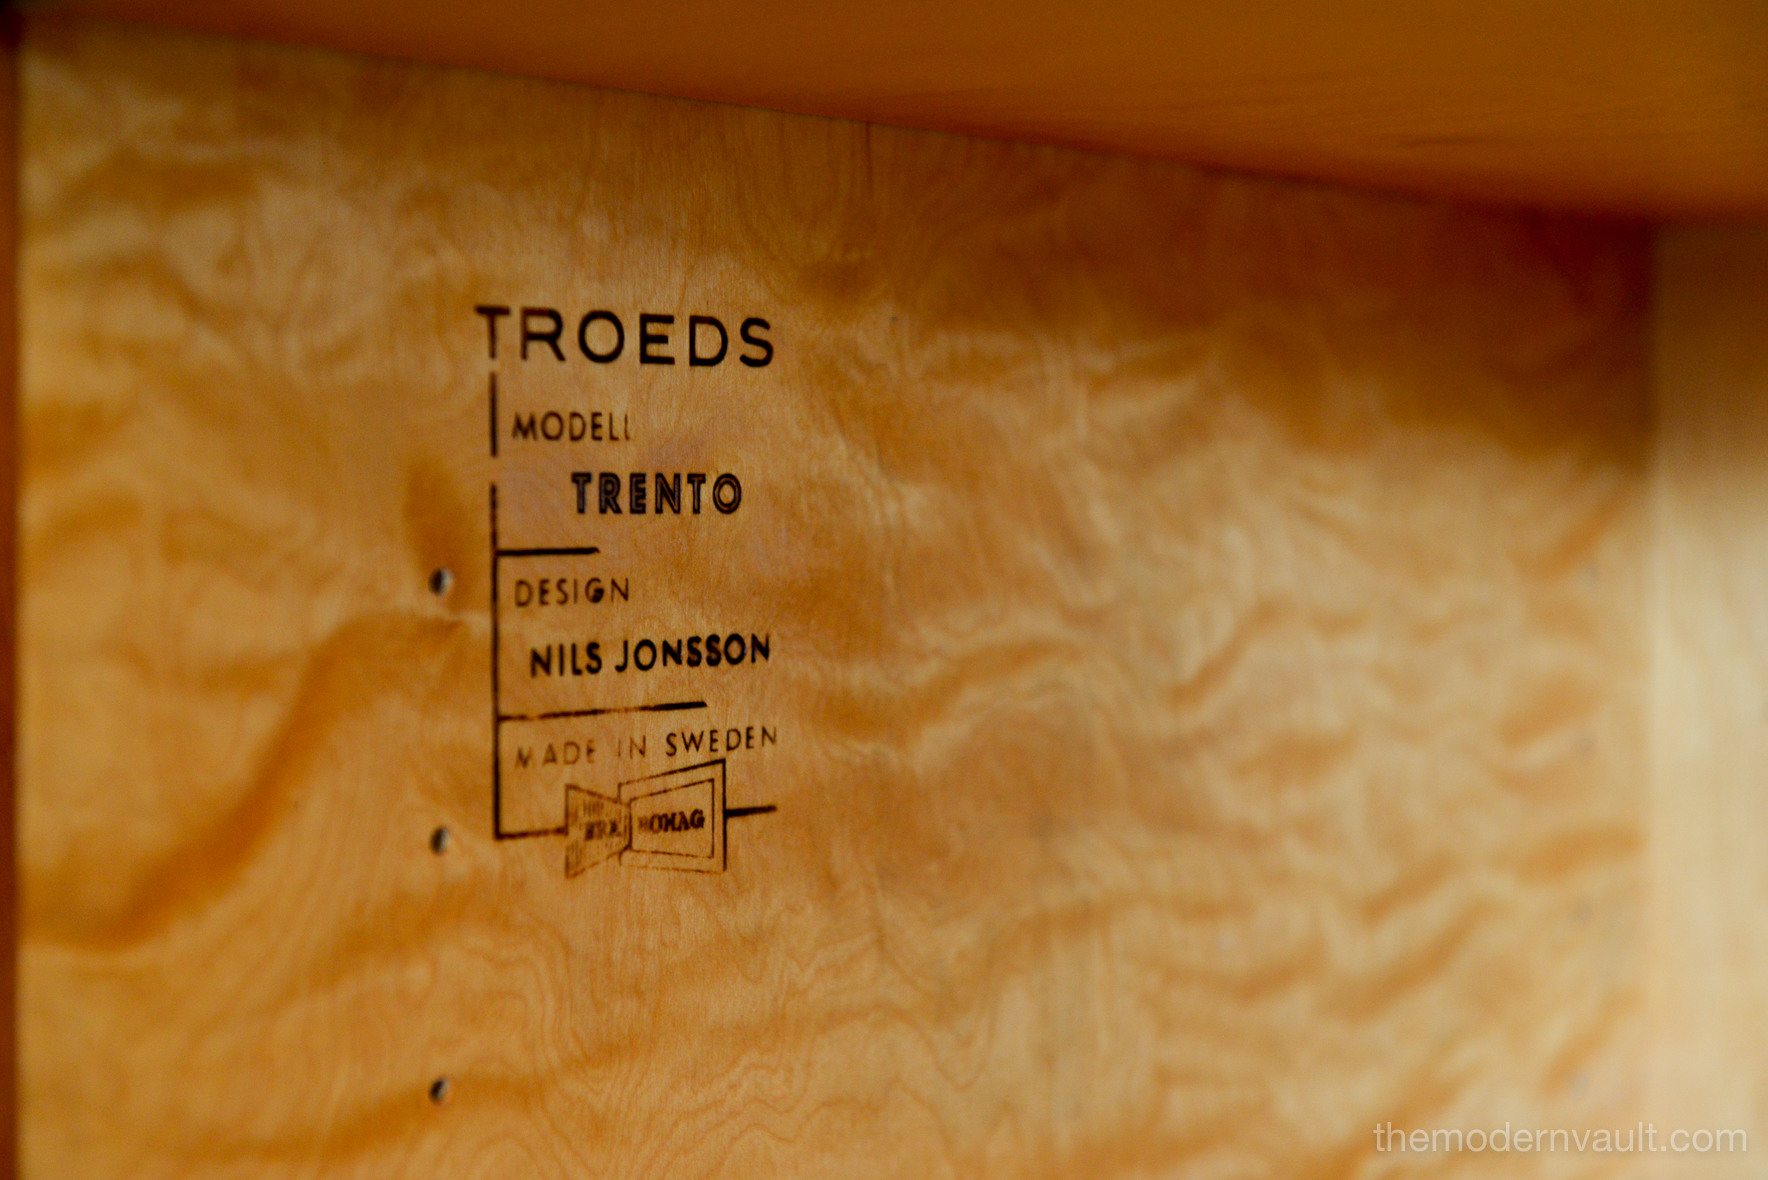 TROEDS
MODELL
TRENTO
DESIGN
NILS JONSSON
MADE IN SWEDEN
themodernvault.com